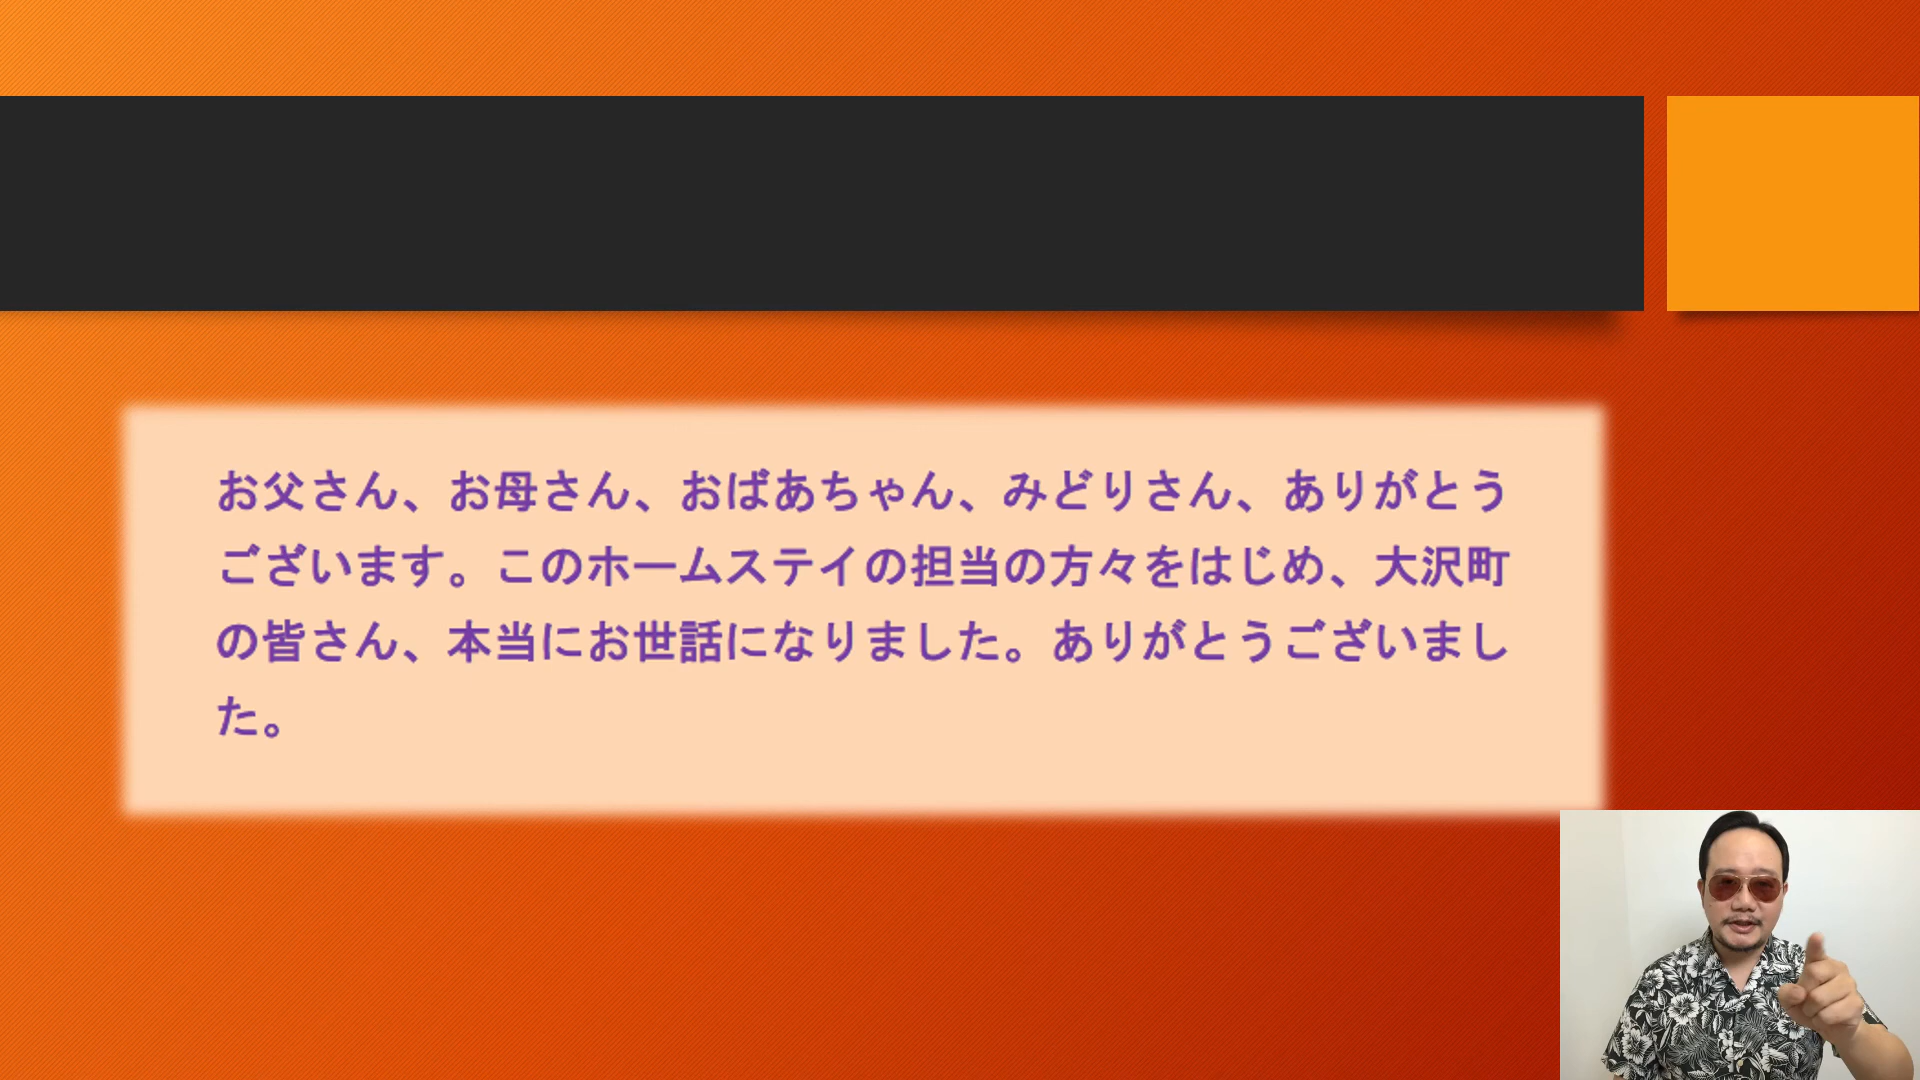 お父さん、お母さん、おばあちゃん、みどりさん、ありがとう
ございます。このホームステイの担当の方々をはじめ、大沢町
の皆さん、本当にお世話になりました。ありがとうございまし
た。